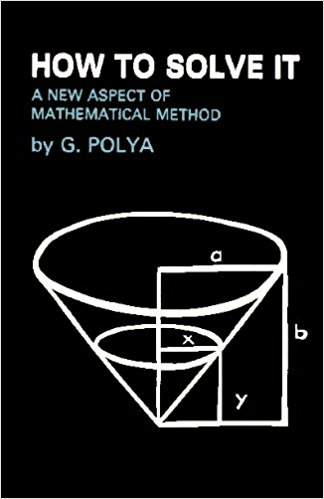 HOW TO SOLVE IT
A NEW ASPECT OF
MATHEMATICAL METHOD
by G. POLYA
a
b
x
y